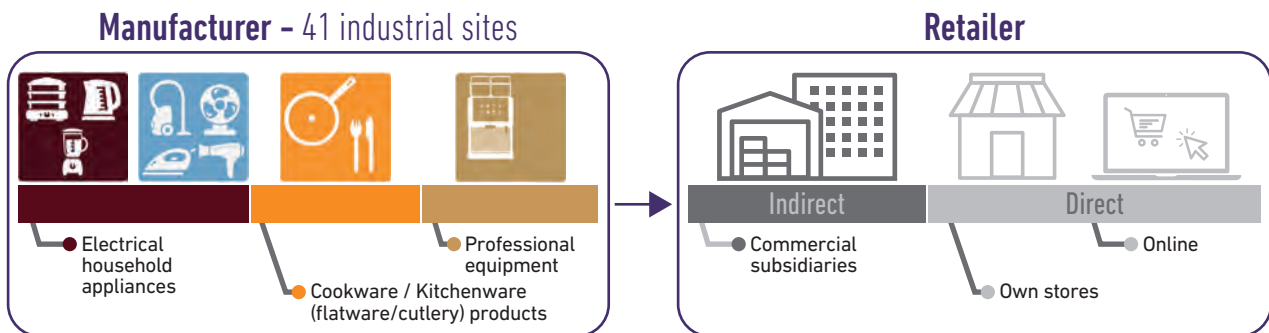 Manufacturer – 41 industrial sites
Electrical
household
appliances
Cookware / Kitchenware
(flatware/cutlery) products
Professional
equipment
Retailer
Indirect
Direct
Commercial
subsidiaries
Own stores
Online